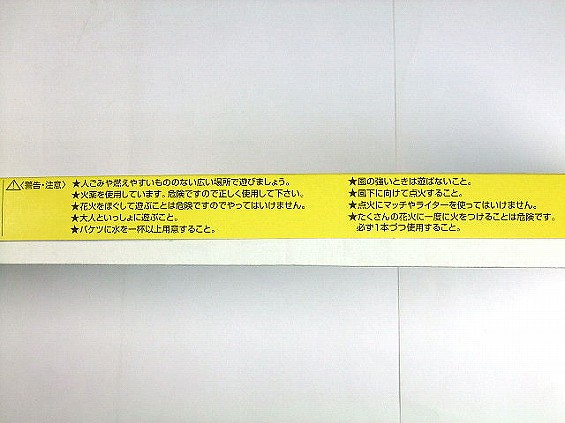 ⚠〈警告・注意〉
★人ごみや燃えやすいもののない広い場所で遊びましょう。
★火薬を使用しています。危険ですので正しく使用して下さい。
★花火をほぐして遊ぶことは危険ですのでやってはいけません。
★大人といっしょに遊ぶこと。
★バケツに水を一杯以上用意すること。
★風の強いときは遊ばないこと。
★風下に向けて点火すること。
★点火にマッチやライターを使ってはいけません。
★たくさんの花火に一度に火をつけることは危険です。
必ず1本づつ使用すること。